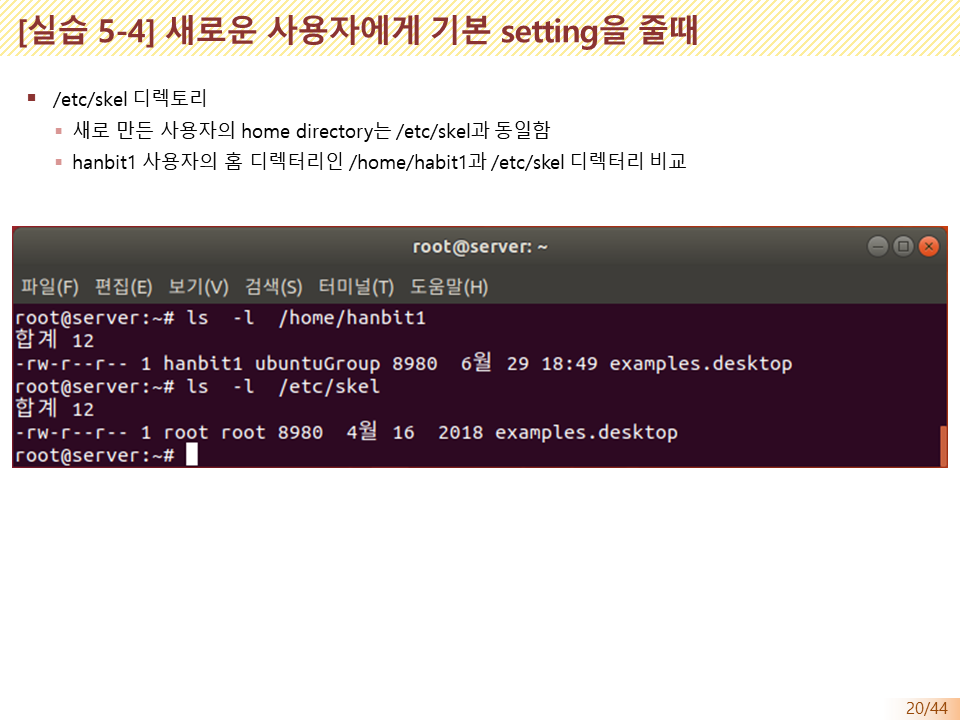 [실습 5-4] 새로운 사용자에게 기본 setting을 줄때
/etc/skel 디렉토리
새로 만든 사용자의 home directory는 /etc/skel과 동일함
hanbit1 사용자의 홈 디렉터리인 /home/habit1과 /etc/skel 디렉터리 비교
root@server: ~
파일(F) 편집(E) 보기(V) 검색(S) 터미널(T) 도움말(H)
root@server:~# ls  -l  /home/hanbit1
합계 12
-rw-r--r-- 1 hanbit1 ubuntuGroup 8980  6월 29 18:49 examples.desktop
root@server:~# ls  -l  /etc/skel
합계 12
-rw-r--r-- 1 root root 8980  4월 16  2018 examples.desktop
root@server:~#
20/44